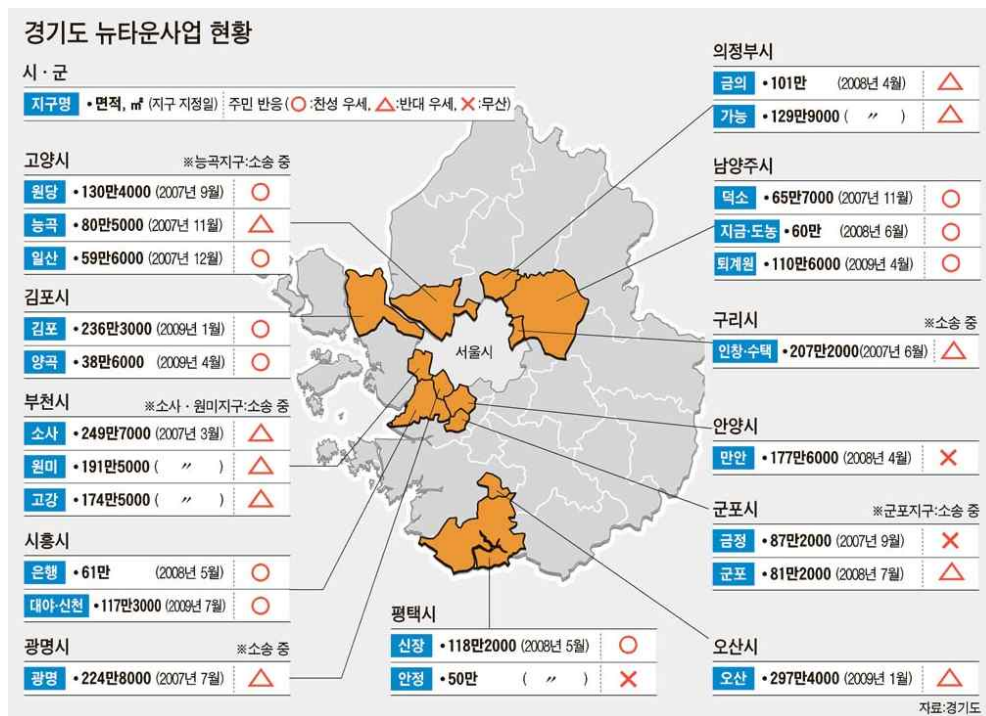 경기도 뉴타운사업 현황
시·군
지구명 •면적, ㎡ (지구 지정일) 주민 반응(○:찬성 우세, △:반대 우세, ✕:무산)
고양시 ※능곡지구:소송 중
원당 •130만4000 (2007년 9월) ○
능곡 •80만5000 (2007년 11월) △
일산 •59만6000 (2007년 12월) ○
김포시
김포 •236만3000 (2009년 1월) ○
양곡 •38만6000 (2009년 4월) ○
부천시 ※소사·원미지구:소송 중
소사 •249만7000 (2007년 3월) △
원미 •191만5000 ( 〃 ) △
고강 •174만5000 ( 〃 ) △
시흥시
은행 •61만 (2008년 5월) ○
대야·신천 •117만3000 (2009년 7월) ○
광명시 ※소송 중
광명 •224만8000 (2007년 7월) △
서울시
평택시
신장 •118만2000 (2008년 5월) ○
안정 •50만 ( 〃 ) ✕
의정부시
금의 •101만 (2008년 4월) △
가능 •129만9000 ( 〃 ) △
남양주시
덕소 •65만7000 (2007년 11월) ○
지금·도농 •60만 (2008년 6월) ○
퇴계원 •110만6000 (2009년 4월) ○
구리시 ※소송 중
인창·수택 •207만2000 (2007년 6월) △
안양시
만안 •177만6000 (2008년 4월) ✕
군포시 ※군포지구:소송 중
금정 •87만2000 (2007년 9월) ✕
군포 •81만2000 (2008년 7월) △
오산시
오산 •297만4000 (2009년 1월) △
자료:경기도